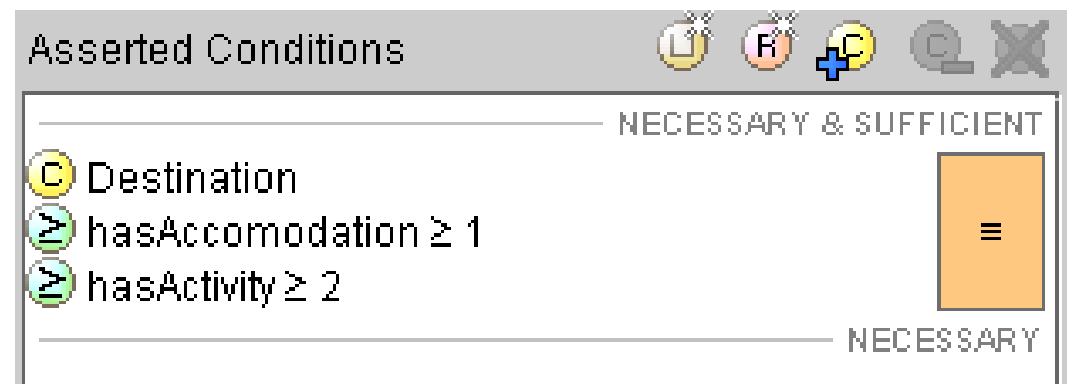 Asserted Conditions
NECESSARY & SUFFICIENT
C Destination
≥ hasAccomodation ≥ 1
≥ hasActivity ≥ 2
≡
NECESSARY